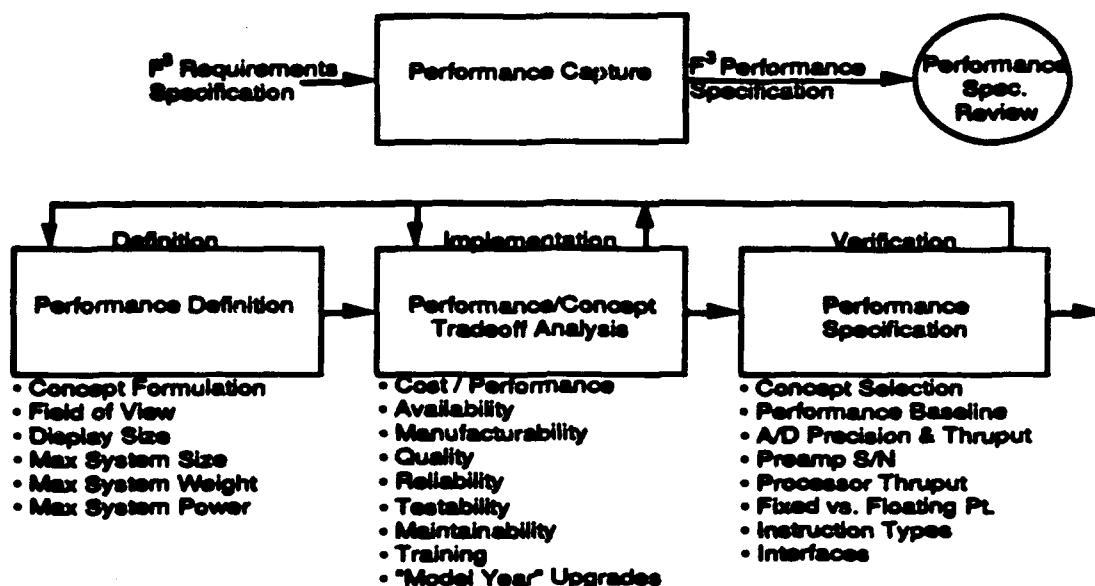 F³ Requirements
Specification
Performance Capture
F³ Performance
Specification
Performance
Spec.
Review
Definition
Performance Definition
• Concept Formulation
• Field of View
• Display Size
• Max System Size
• Max System Weight
• Max System Power
Implementation
Performance/Concept
Tradeoff Analysis
• Cost / Performance
• Availability
• Manufacturability
• Quality
• Reliability
• Testability
• Maintainability
• Training
• "Model Year" Upgrades
Verification
Performance
Specification
• Concept Selection
• Performance Baseline
• A/D Precision & Thruput
• Preamp S/N
• Processor Thruput
• Fixed vs. Floating Pt.
• Instruction Types
• Interfaces